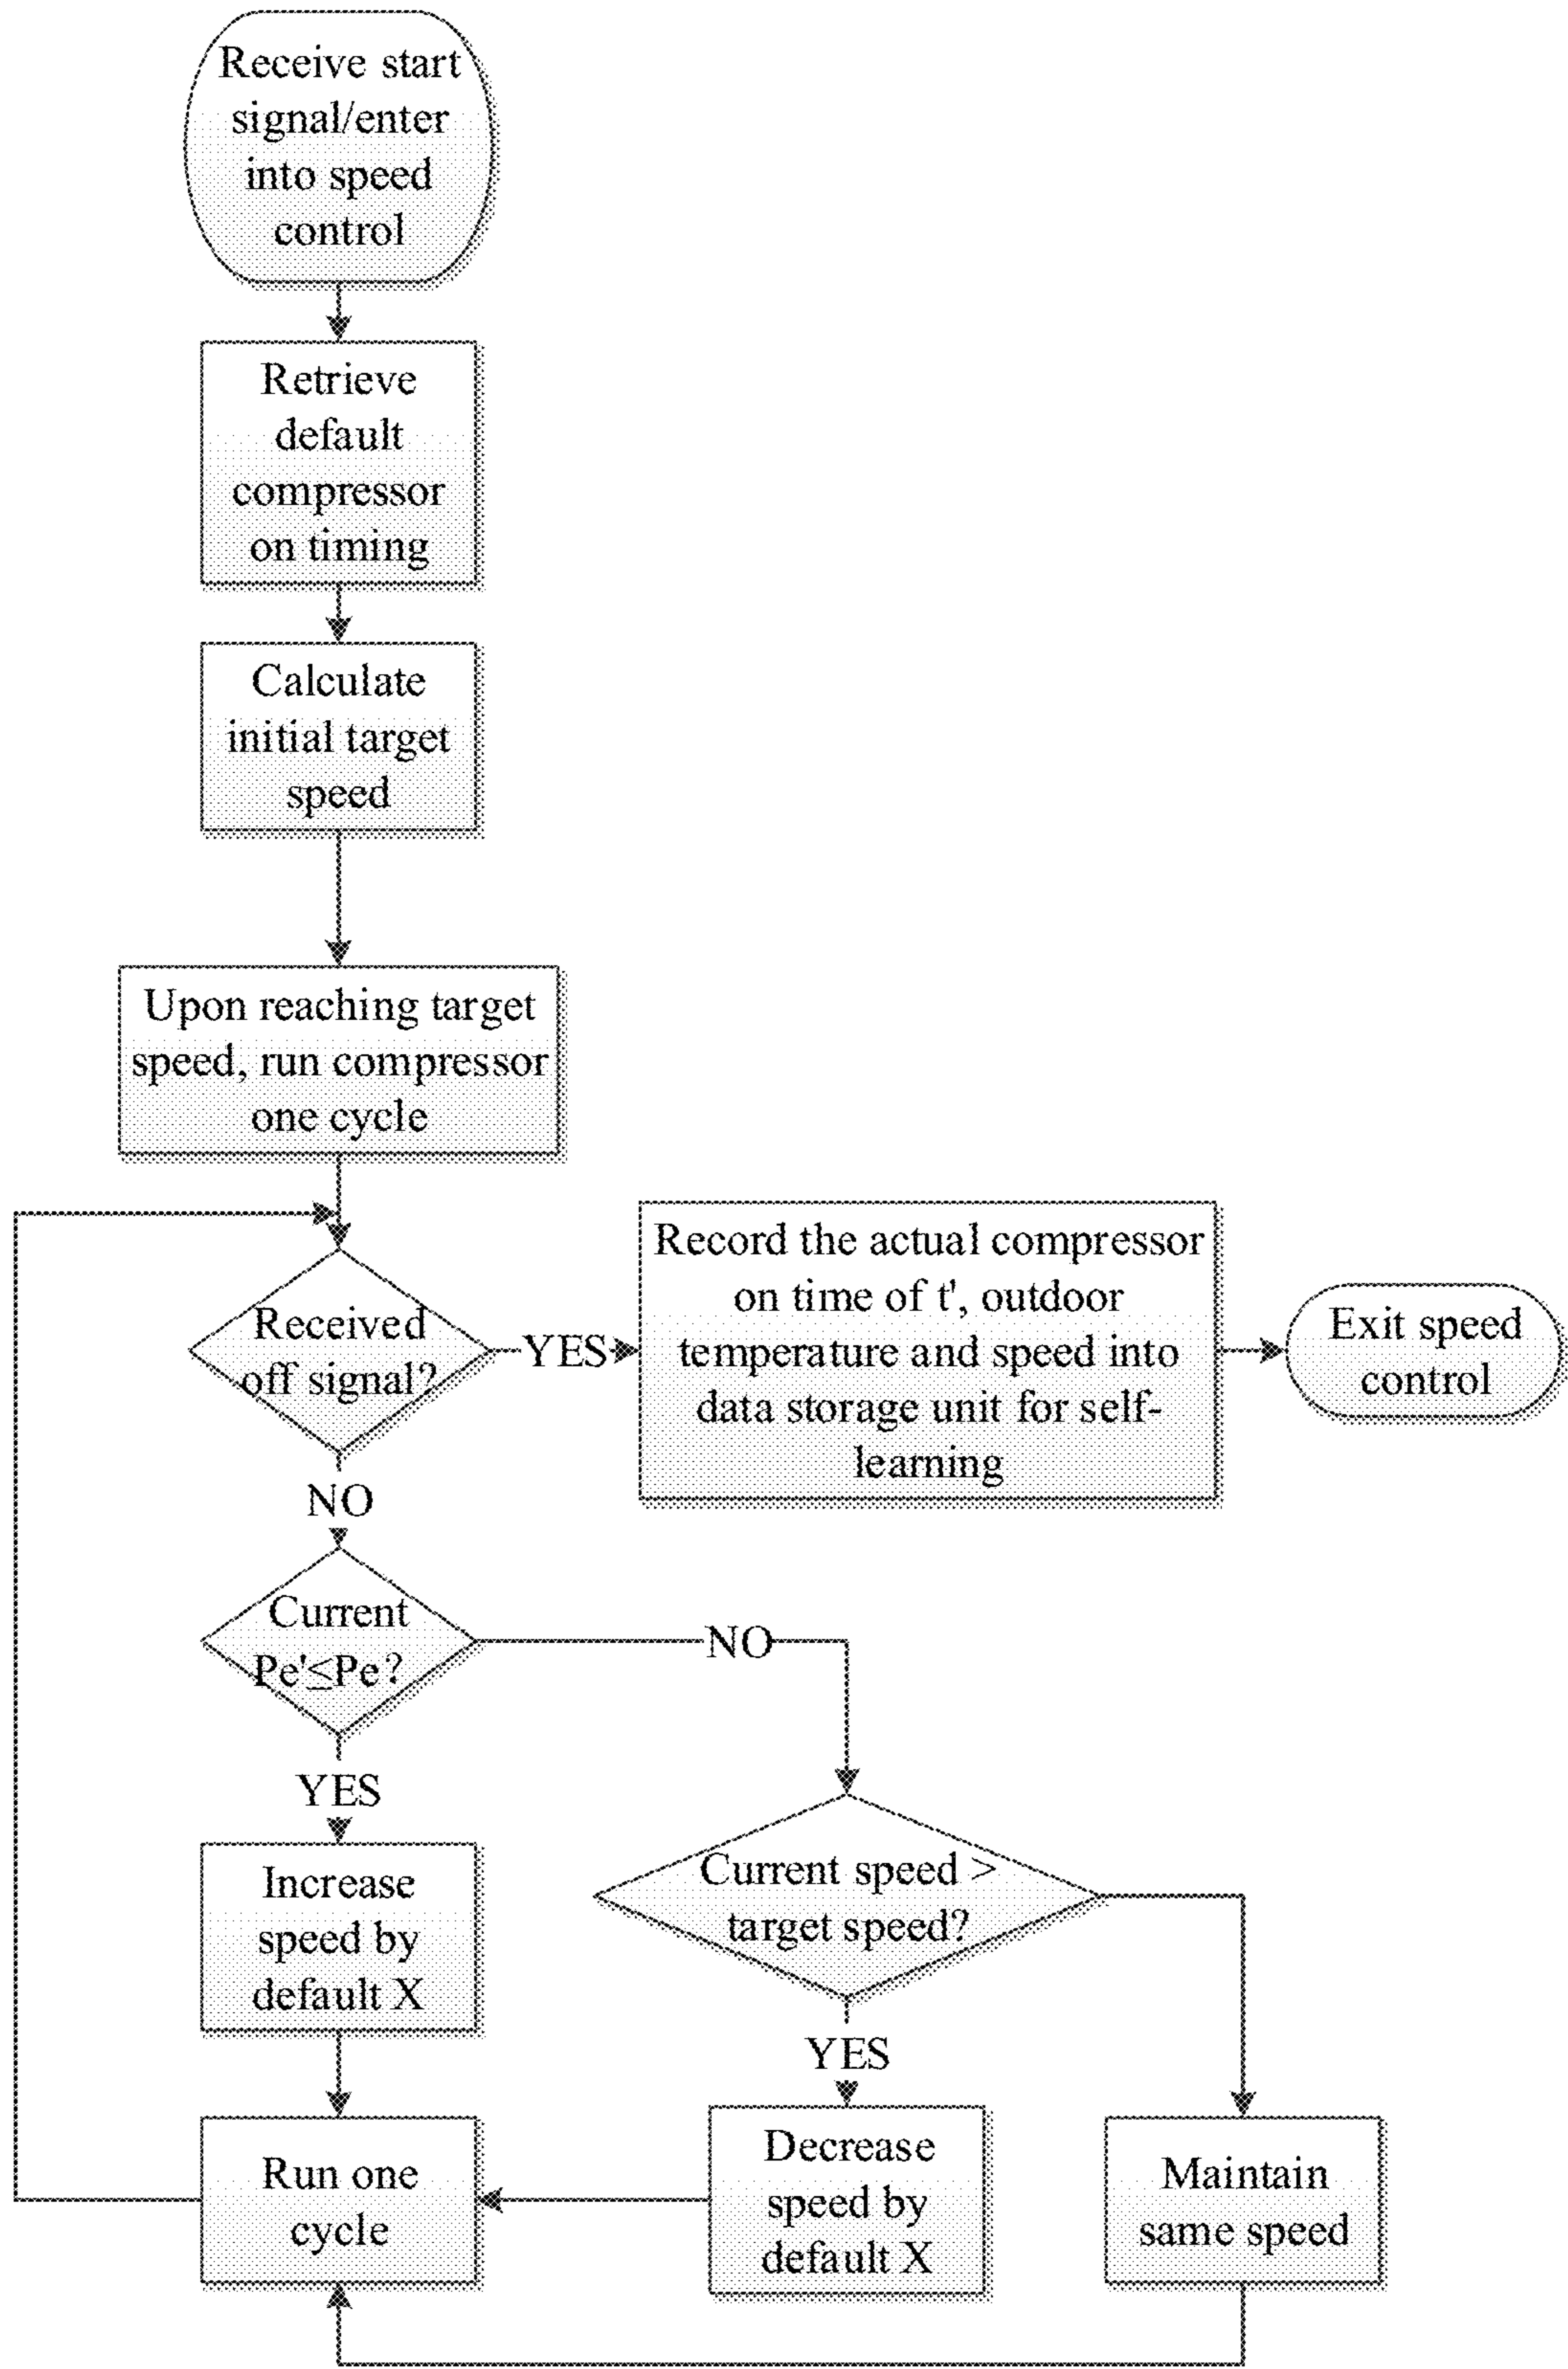 Receive start
signal/enter
into speed
control
Retrieve
default
compressor
on timing
Calculate
initial target
speed
Upon reaching target
speed, run compressor
one cycle
Received
off signal?
YES
Record the actual compressor
on time of t', outdoor
temperature and speed into
data storage unit for self-
learning
Exit speed
control
NO
Current
Pe'≤Pe?
NO
YES
Increase
speed by
default X
Current speed >
target speed?
YES
Run one
cycle
Decrease
speed by
default X
Maintain
same speed